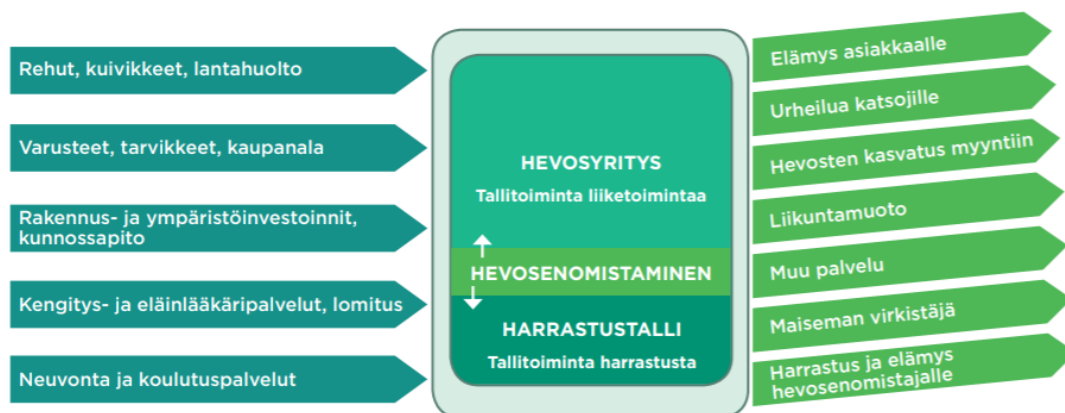 Rehut, kuivikkeet, lantahuolto
Varusteet, tarvikkeet, kaupanala
Rakennus- ja ympäristöinvestoinnit,
kunnossapito
Kengitys- ja eläinlääkäripalvelut, lomitus
Neuvonta ja koulutuspalvelut
HEVOSYRITYS
Tallitoiminta liiketoimintaa
HEVOSENOMISTAMINEN
HARRASTUSTALLI
Tallitoiminta harrastusta
Elämys asiakkaalle
Urheilua katsojille
Hevosten kasvatus myyntiin
Liikuntamuoto
Muu palvelu
Maiseman virkistäjä
Harrastus ja elämys
hevosenomistajalle